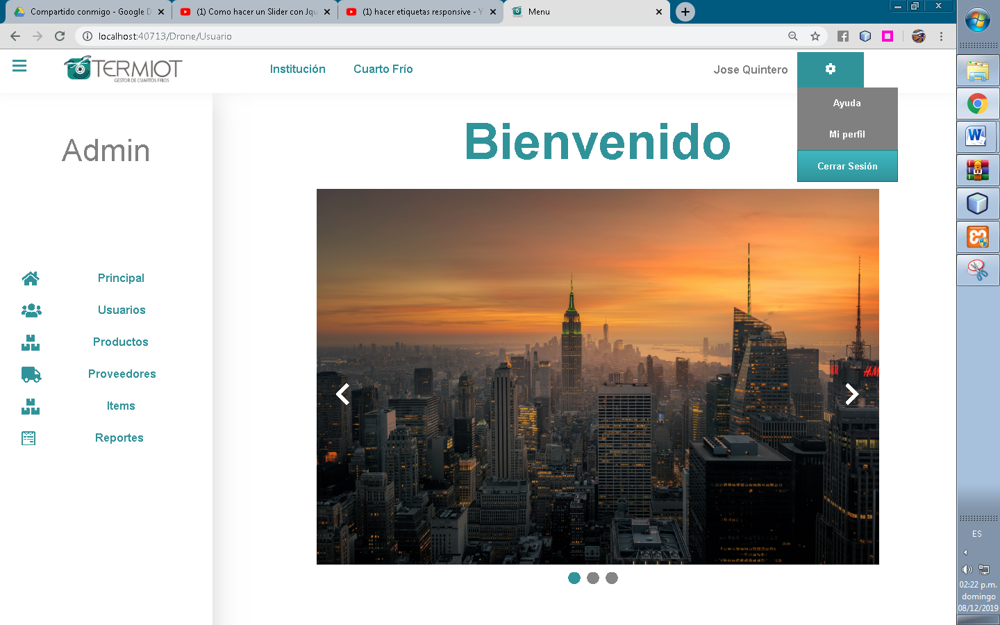 Compartido conmigo - Google D
(1) Como hacer un Slider con Jqu
(1) hacer etiquetas responsive - Y
Menu
localhost:40713/Drone/Usuario
TERMIOT
GESTOR DE CUARTOS FRIOS
Institución
Cuarto Frío
Jose Quintero
Ayuda
Mi perfil
Cerrar Sesión
Admin
Bienvenido
Principal
Usuarios
Productos
Proveedores
Items
Reportes
H&M
ES
02:22 p.m.
domingo
08/12/2019